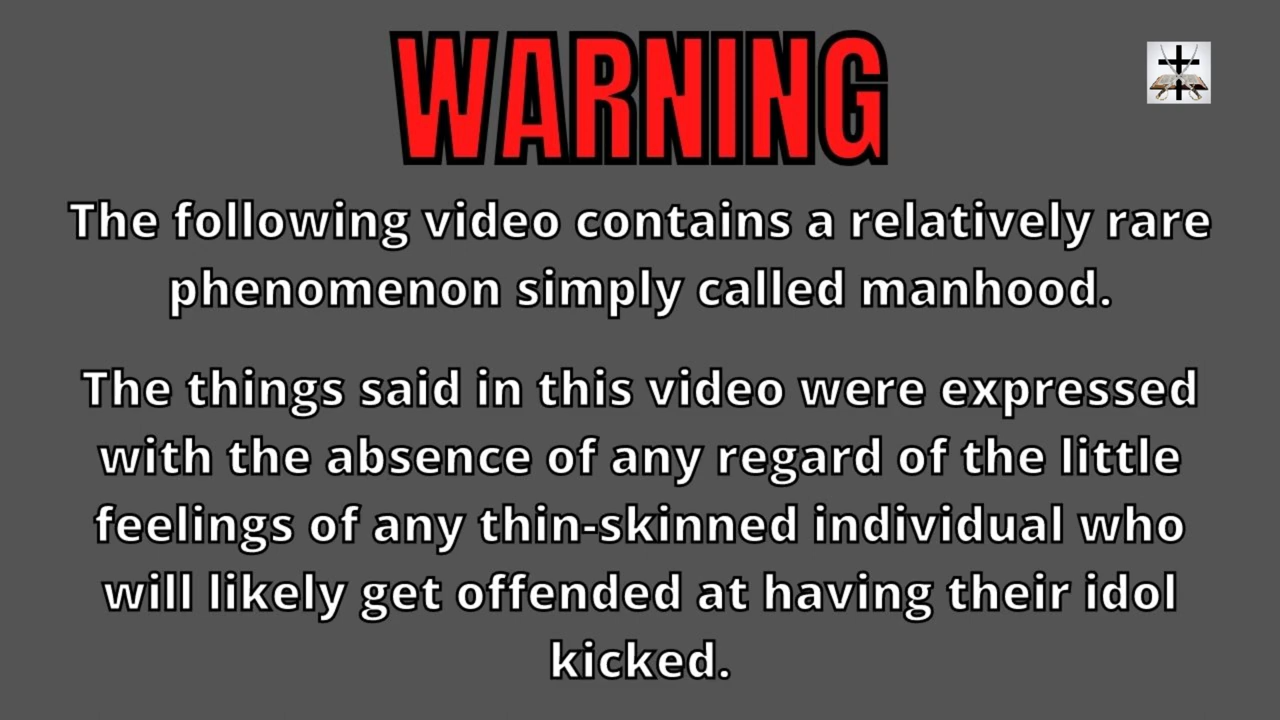 WARNING
The following video contains a relatively rare
phenomenon simply called manhood.
The things said in this video were expressed
with the absence of any regard of the little
feelings of any thin-skinned individual who
will likely get offended at having their idol
kicked.